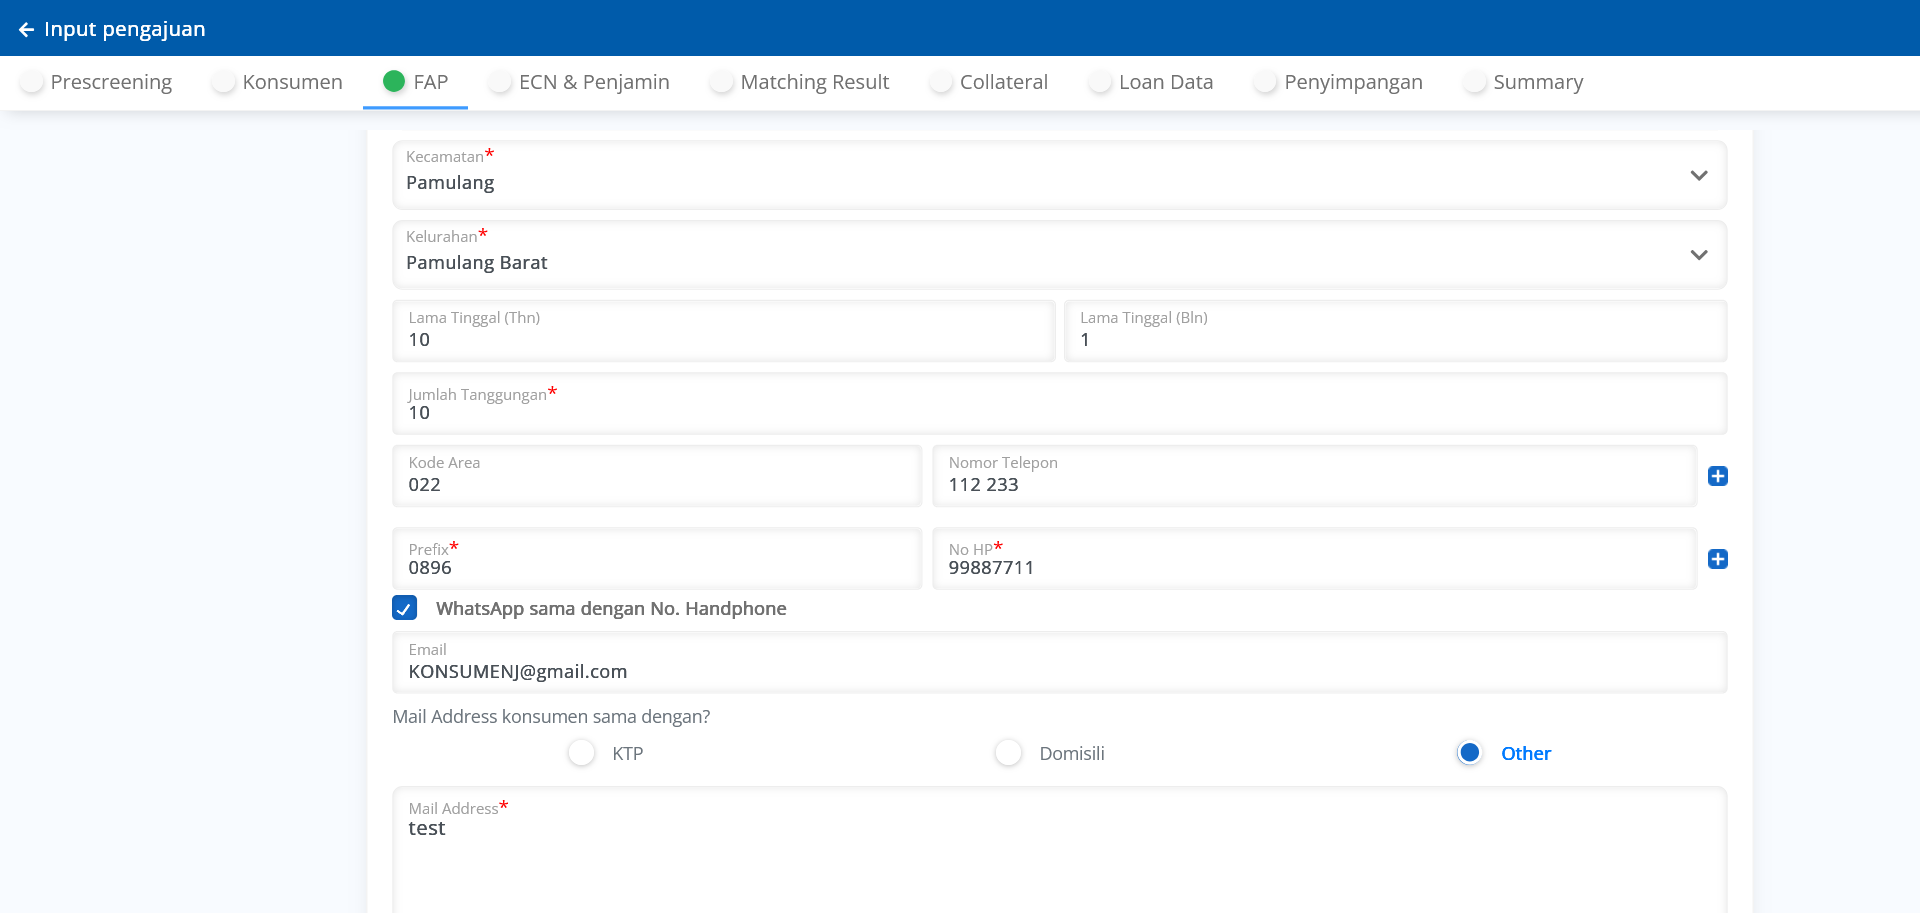 Input pengajuan
Prescreening Konsumen FAP ECN & Penjamin Matching Result Collateral Loan Data Penyimpangan Summary
Kecamatan*
Pamulang
Kelurahan*
Pamulang Barat
Lama Tinggal (Thn) Lama Tinggal (Bln)
10 1
Jumlah Tanggungan*
10
Kode Area Nomor Telepon
022 112 233
Prefix* No HP*
0896 99887711
WhatsApp sama dengan No. Handphone
Email
KONSUMENJ@gmail.com
Mail Address konsumen sama dengan?
KTP Domisili Other
Mail Address*
test